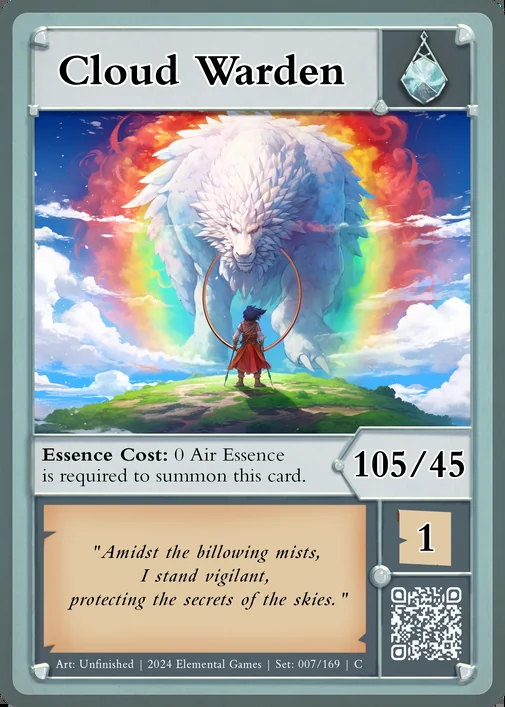 Cloud Warden
Essence Cost: 0 Air Essence
is required to summon this card.
105/45
"Amidst the billowing mists,
I stand vigilant,
protecting the secrets of the skies."
1
Art: Unfinished | 2024 Elemental Games | Set: 007/169 | C